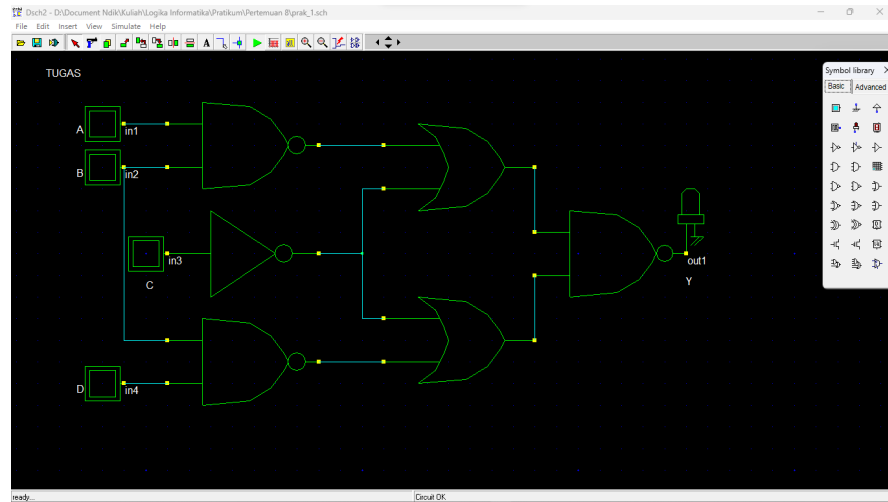 Dsch2 - D:\Document Ndik\Kuliah\Logika Informatika\Pratikum\Pertemuan 8\prak_1.sch
File Edit Insert View Simulate Help
TUGAS
Symbol library
Basic Advanced
A in1
B in2
in3
C
out1
Y
D in4
ready... Circuit OK